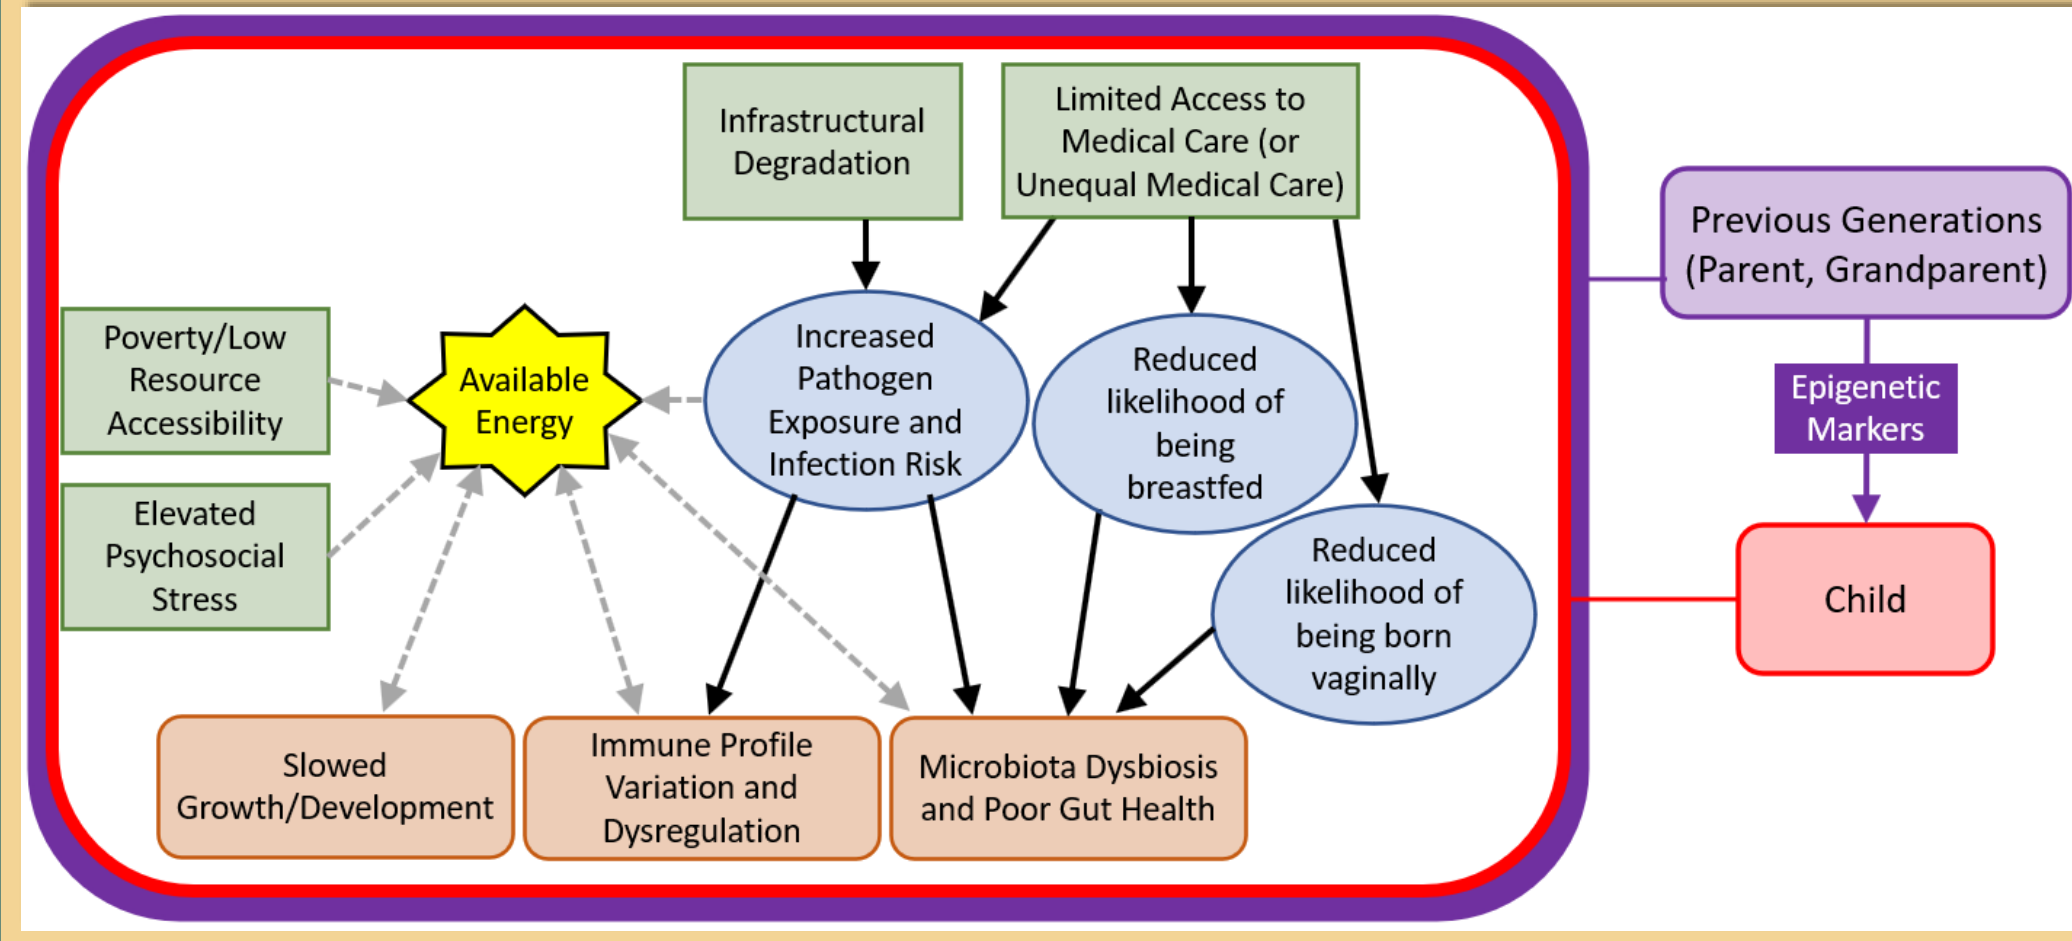 Infrastructural
Degradation
Limited Access to
Medical Care (or
Unequal Medical Care)
Previous Generations
(Parent, Grandparent)
Poverty/Low
Resource
Accessibility
Available
Energy
Increased
Pathogen
Exposure and
Infection Risk
Reduced
likelihood of
being
breastfed
Epigenetic
Markers
Elevated
Psychosocial
Stress
Reduced
likelihood of
being born
vaginally
Child
Slowed
Growth/Development
Immune Profile
Variation and
Dysregulation
Microbiota Dysbiosis
and Poor Gut Health